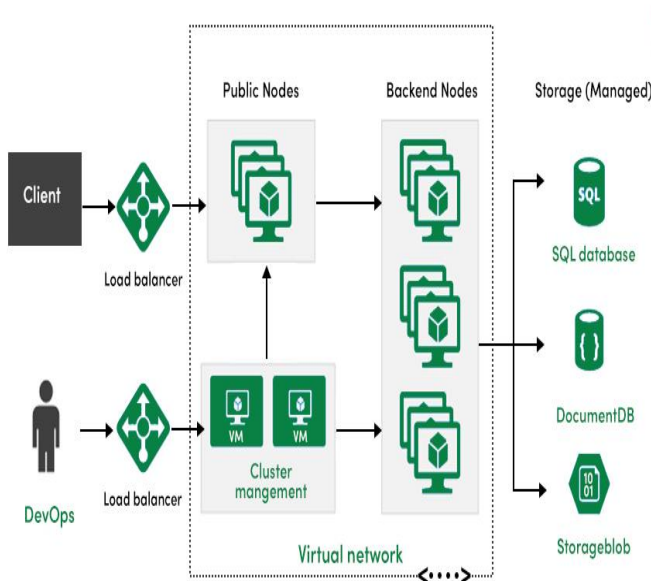 Public Nodes
Backend Nodes
Storage (Managed)
Client
Load balancer
SQL
SQL database
{ }
DocumentDB
DevOps
Load balancer
VM
VM
Cluster
mangement
10
01
Storageblob
Virtual network